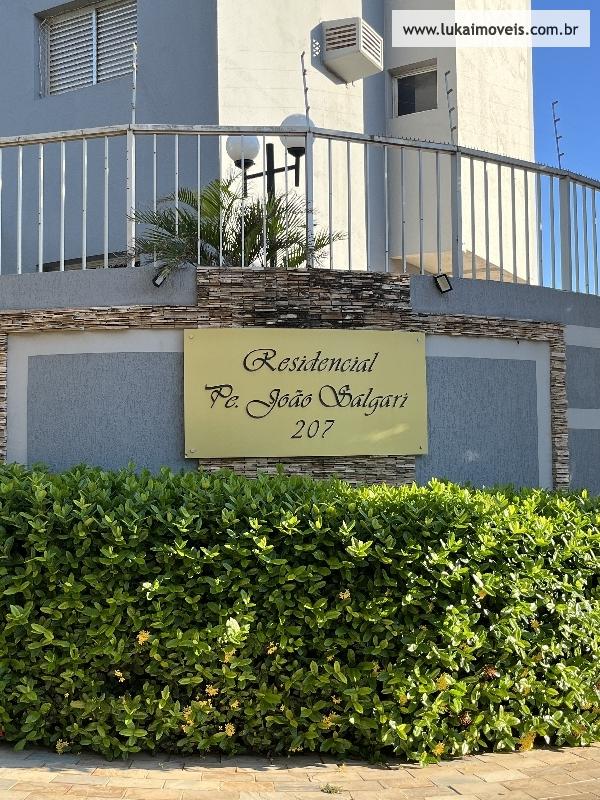 www.lukaimoveis.com.br
Residencial
Pe. João Salgari
207